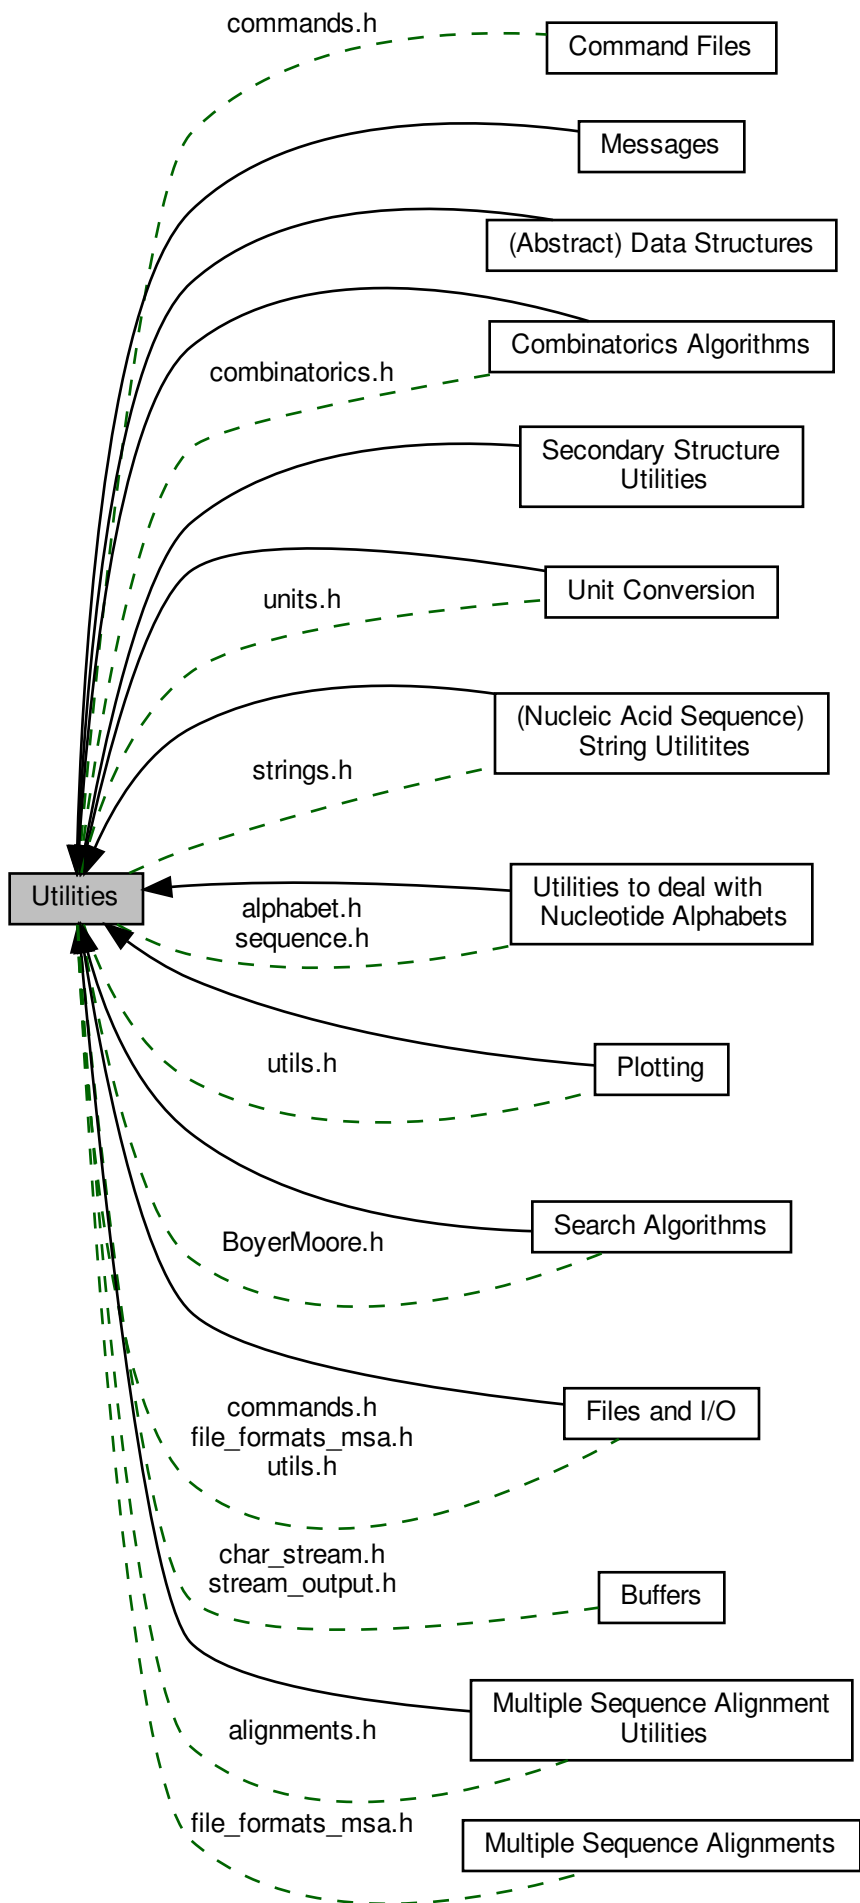 commands.h
Command Files
Messages
(Abstract) Data Structures
Combinatorics Algorithms
combinatorics.h
Secondary Structure
Utilities
Unit Conversion
units.h
(Nucleic Acid Sequence)
String Utilitites
strings.h
Utilities
Utilities to deal with
Nucleotide Alphabets
alphabet.h
sequence.h
Plotting
utils.h
Search Algorithms
BoyerMoore.h
Files and I/O
commands.h
file_formats_msa.h
utils.h
char_stream.h
stream_output.h
Buffers
Multiple Sequence Alignment
Utilities
alignments.h
file_formats_msa.h
Multiple Sequence Alignments